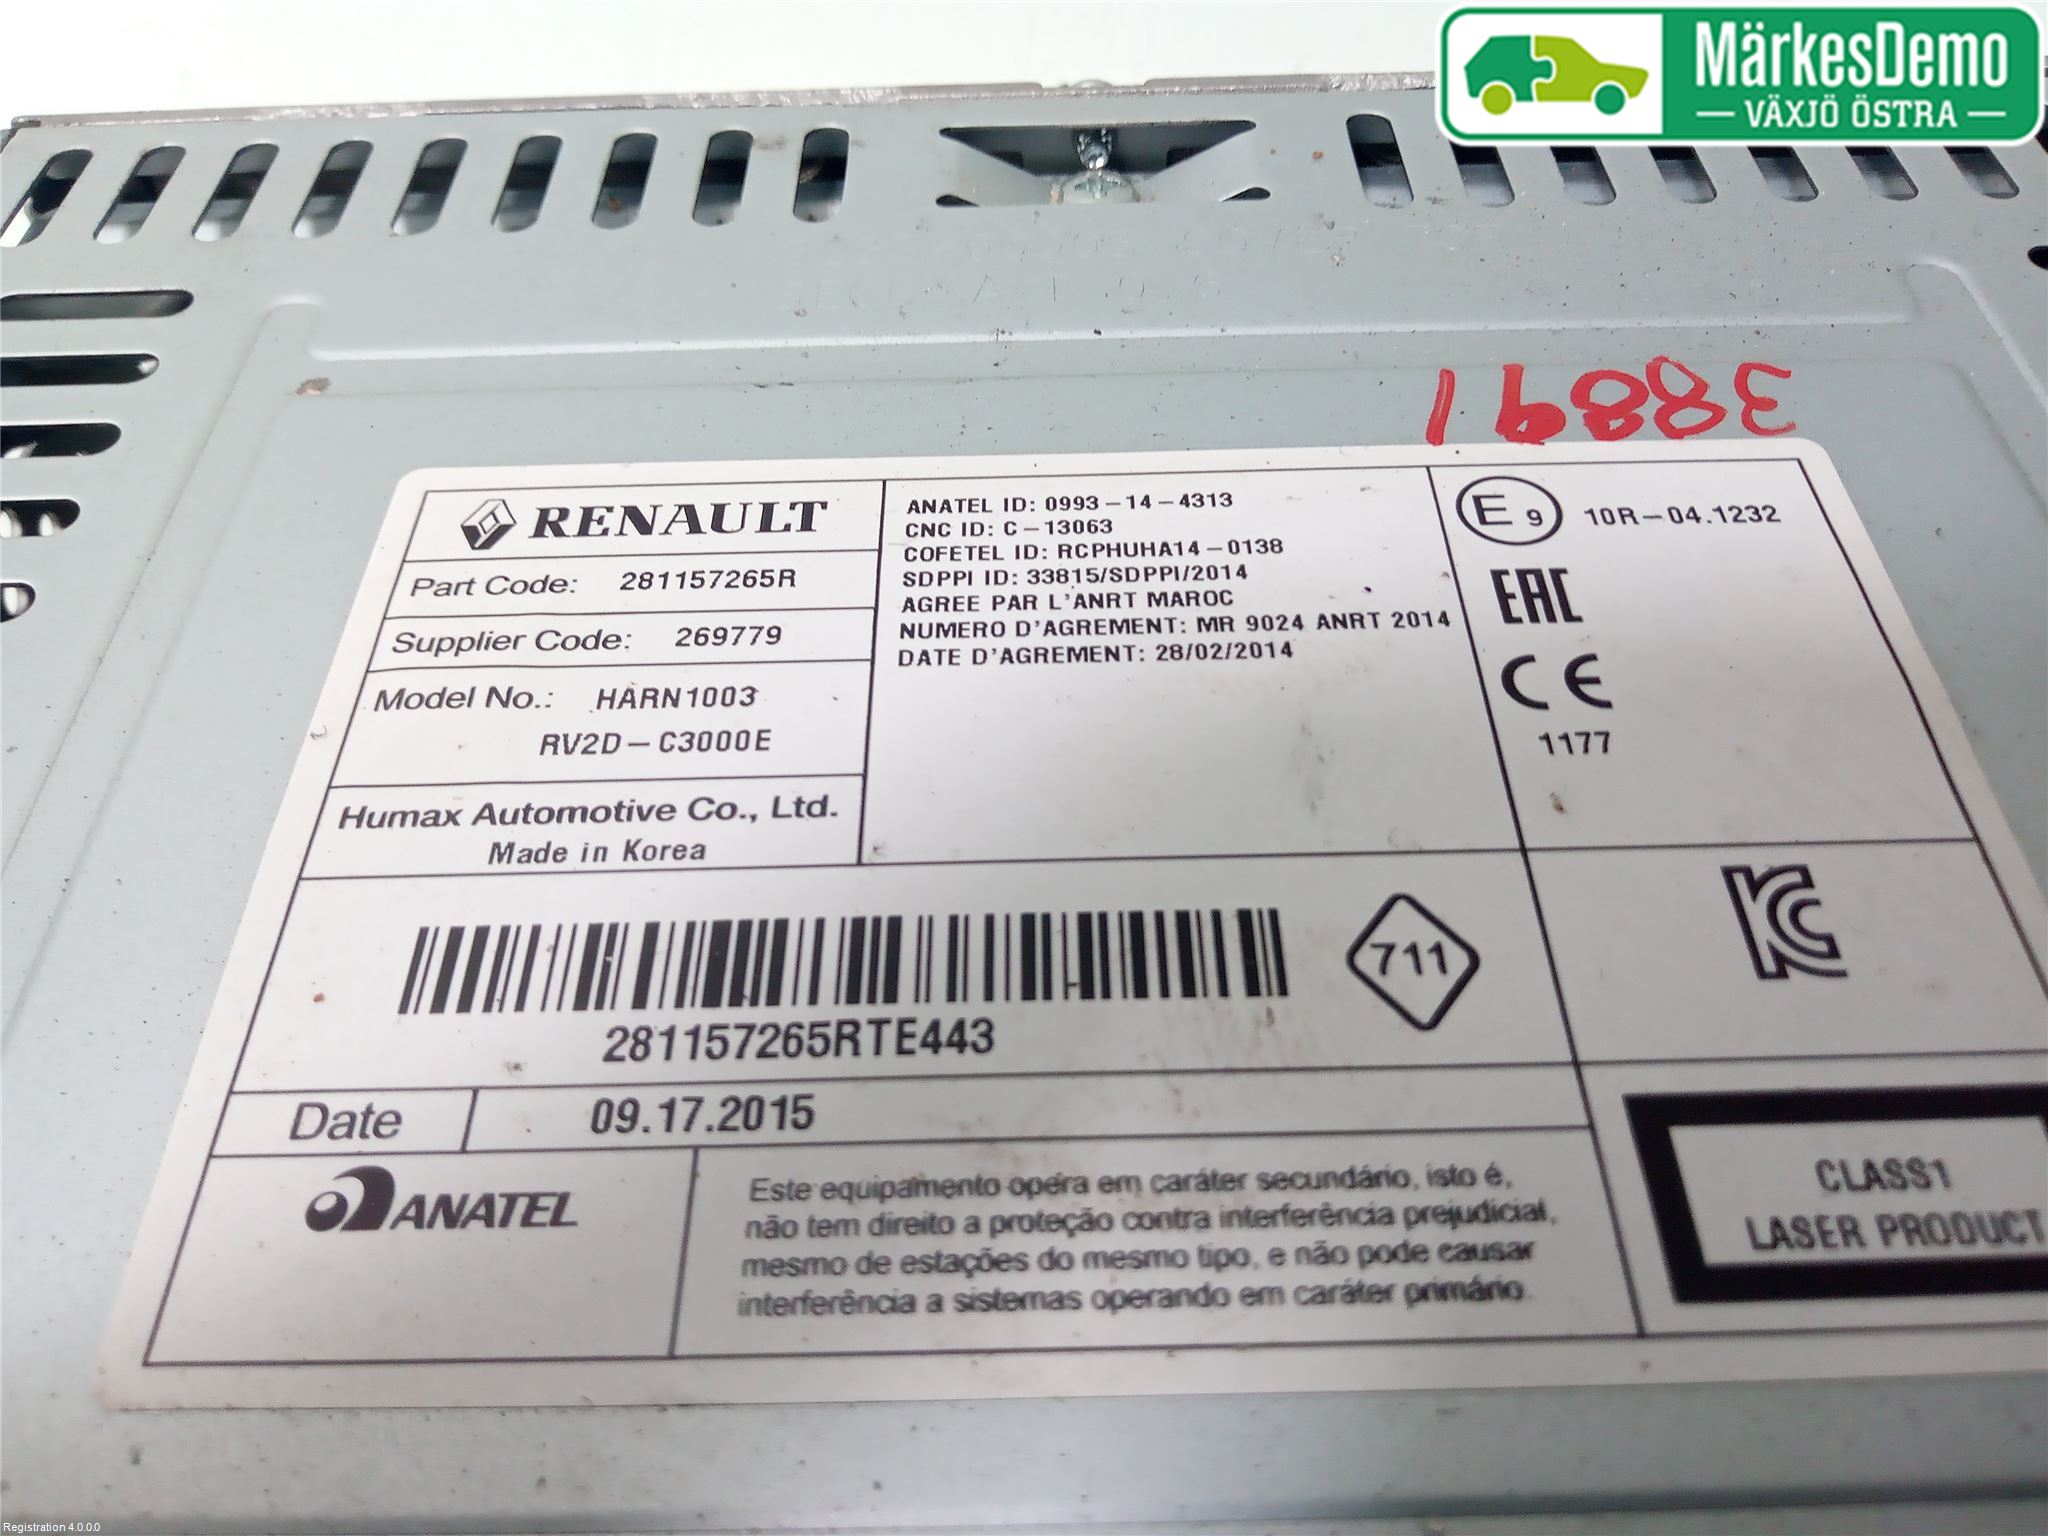 MärkesDemo
VÄXJÖ ÖSTRA
38891
RENAULT
Part Code: 281157265R
Supplier Code: 269779
Model No.: HARN1003
RV2D-C3000E
Humax Automotive Co., Ltd.
Made in Korea
ANATEL ID: 0993-14-4313
CNC ID: C-13063
COFETEL ID: RCPHUHA14-0138
SDPPI ID: 33815/SDPPI/2014
AGREE PAR L'ANRT MAROC
NUMERO D'AGREMENT: MR 9024 ANRT 2014
DATE D'AGREMENT: 28/02/2014
E9 10R-04.1232
EAC
CE
1177
281157265RTE443
711
KC
Date 09.17.2015
ANATEL
Este equipamento opera em caráter secundário, isto é,
não tem direito a proteção contra interferência prejudicial,
mesmo de estações do mesmo tipo, e não pode causar
interferência a sistemas operando em caráter primário.
CLASS1
LASER PRODUCT
Registration 4.0.0.0